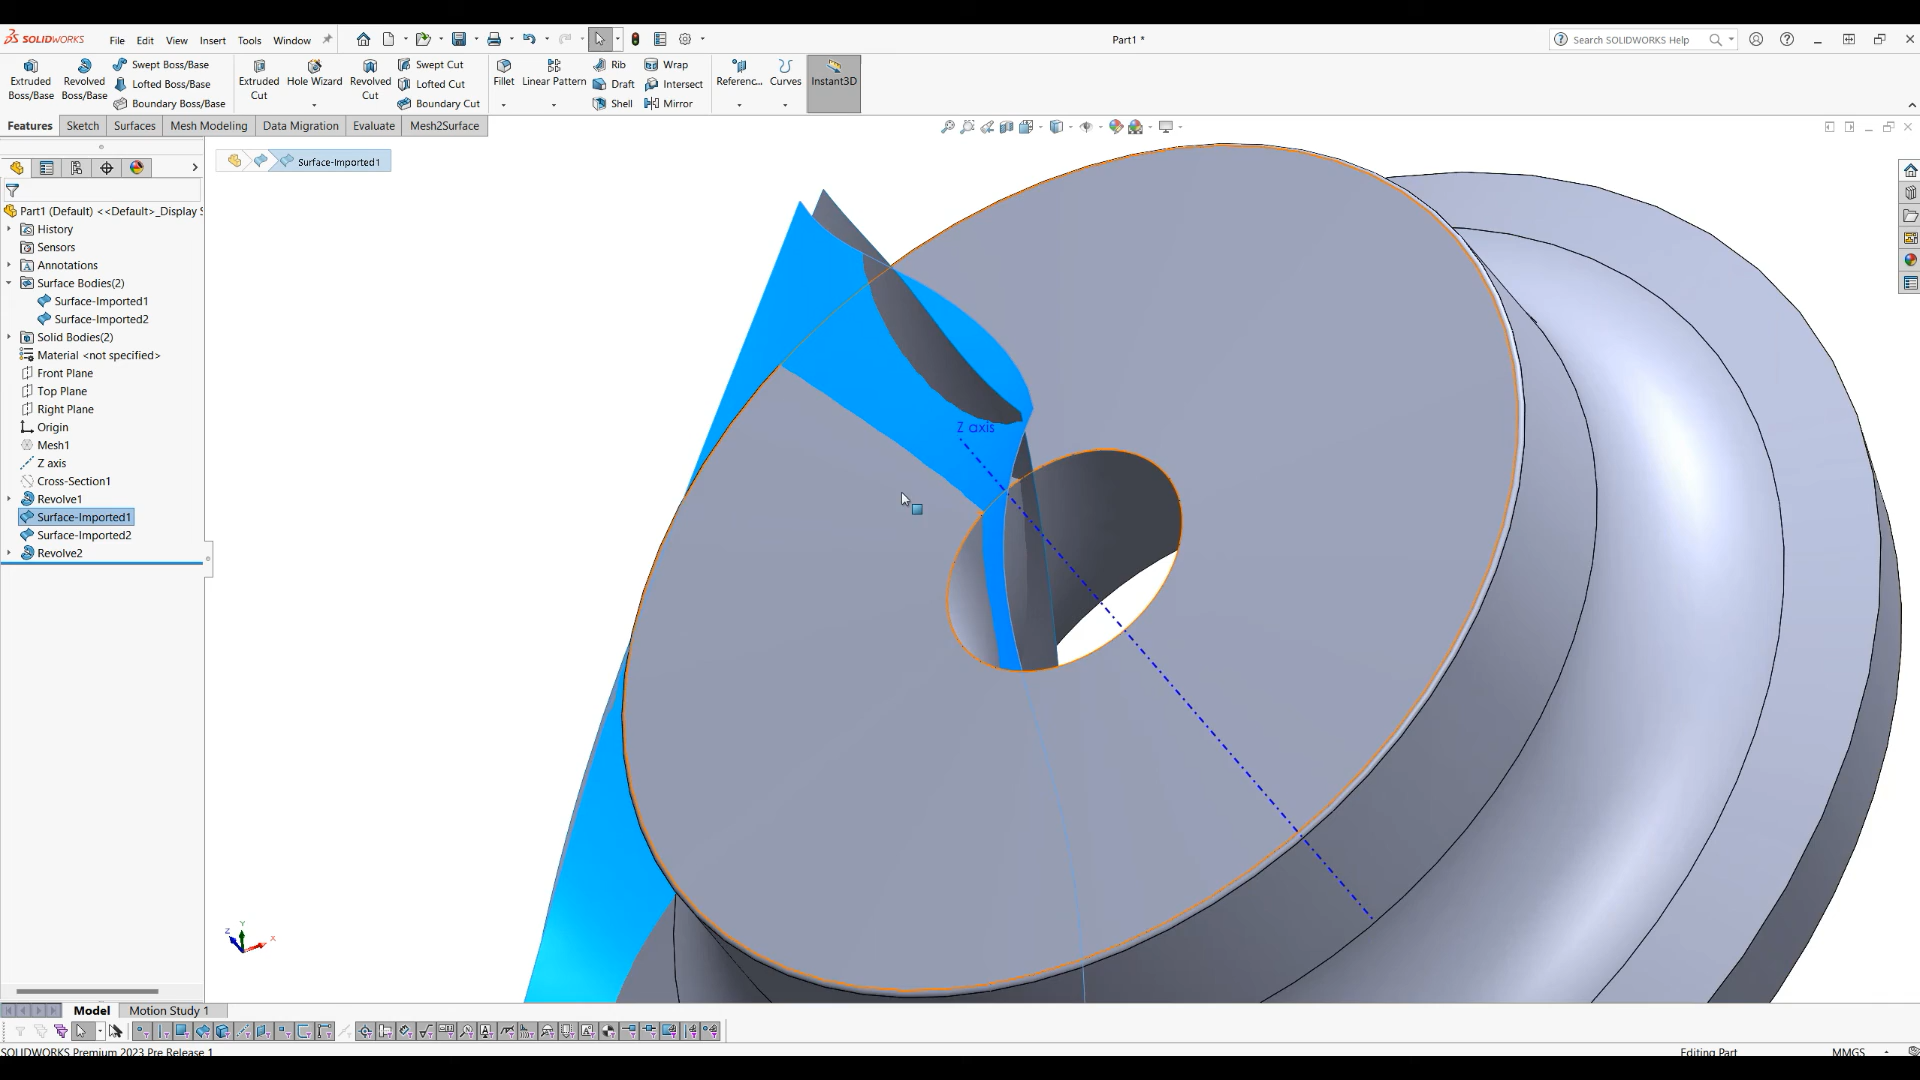 SOLIDWORKS File Edit View Insert Tools Window Part1 * Search SOLIDWORKS Help
Extruded Boss/Base
Revolved Boss/Base
Swept Boss/Base
Lofted Boss/Base
Boundary Boss/Base
Extruded Cut
Hole Wizard
Revolved Cut
Swept Cut
Lofted Cut
Boundary Cut
Fillet
Linear Pattern
Rib
Draft
Shell
Wrap
Intersect
Mirror
Referenc...
Curves
Instant3D
Features Sketch Surfaces Mesh Modeling Data Migration Evaluate Mesh2Surface
Surface-Imported1
Part1 (Default) <<Default>_Display S
History
Sensors
Annotations
Surface Bodies(2)
Surface-Imported1
Surface-Imported2
Solid Bodies(2)
Material <not specified>
Front Plane
Top Plane
Right Plane
Origin
Mesh1
Z axis
Cross-Section1
Revolve1
Surface-Imported1
Surface-Imported2
Revolve2
Z axis
Y
Z
X
Model Motion Study 1
SOLIDWORKS Premium 2023 Pre Release 1 Editing Part MMGS